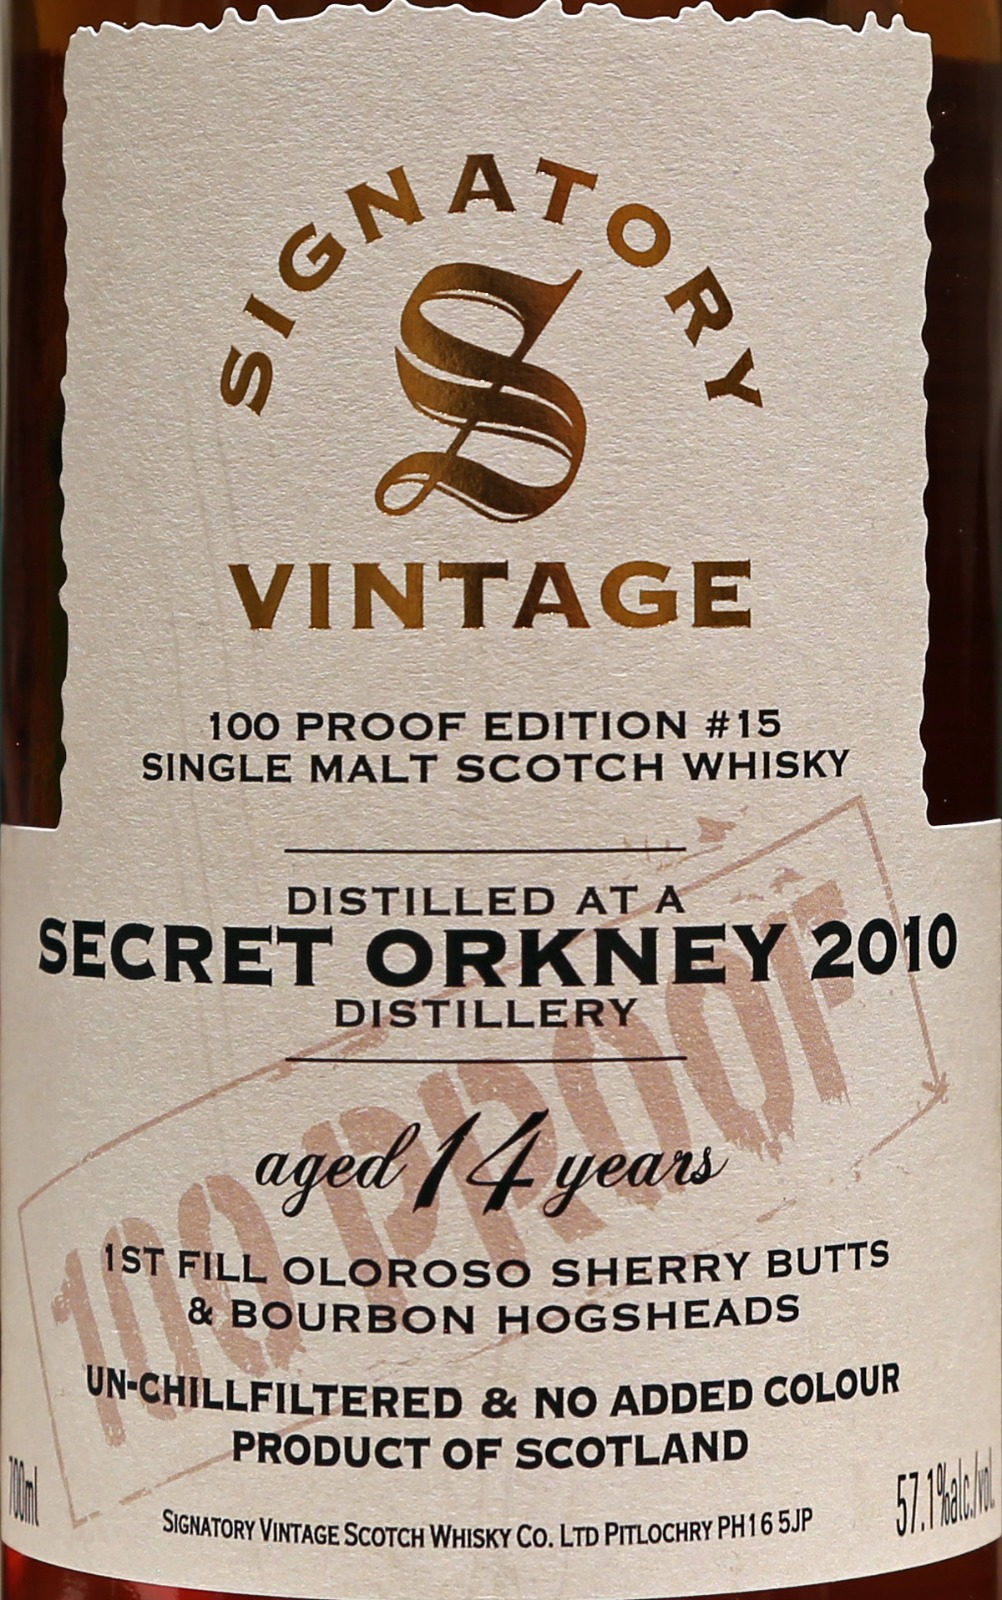 SIGNATORY
S
VINTAGE
100 PROOF EDITION #15
SINGLE MALT SCOTCH WHISKY
DISTILLED AT A
SECRET ORKNEY 2010
DISTILLERY
aged 14 years
100 PROOF
1ST FILL OLOROSO SHERRY BUTTS
& BOURBON HOGSHEADS
UN-CHILLFILTERED & NO ADDED COLOUR
PRODUCT OF SCOTLAND
700ml
57.1%alc./vol.
SIGNATORY VINTAGE SCOTCH WHISKY CO. LTD PITLOCHRY PH16 5JP